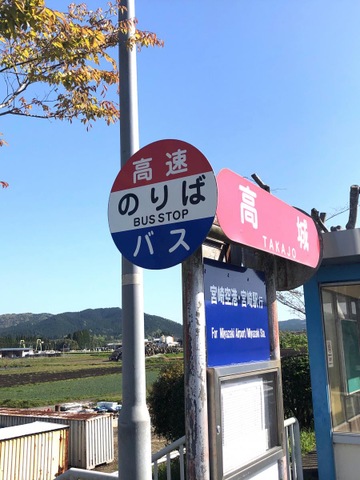 高速
のりば
BUS STOP
バス
高城
TAKAJO
宮崎空港・宮崎駅行
For Miyazaki Airport, Miyazaki Sta.